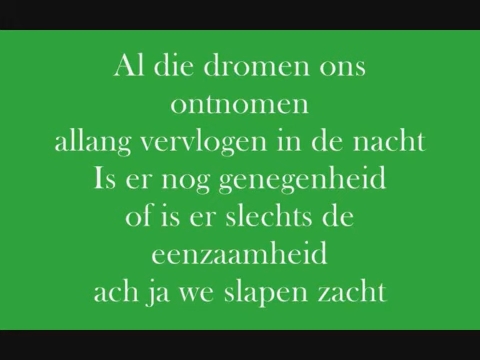 Al die dromen ons
ontnomen
allang vervlogen in de nacht
Is er nog genegenheid
of is er slechts de
eenzaamheid
ach ja we slapen zacht